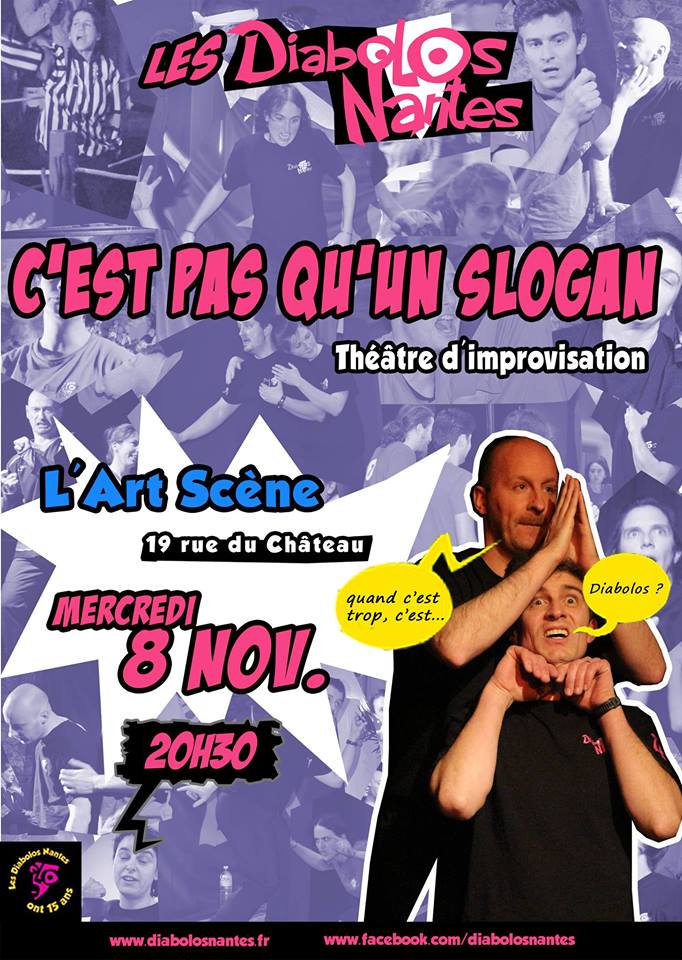 LES DiabOLOs
Nantes
C'EST PAS QU'UN SLOGAN
Théâtre d'improvisation
L'Art Scène
19 rue du Château
MERCREDI
8 NOV.
20H30
quand c'est
trop, c'est...
Diabolos ?
Les Diabolos Nantes
ont 15 ans
www.diabolosnantes.fr
www.facebook.com/diabolosnantes